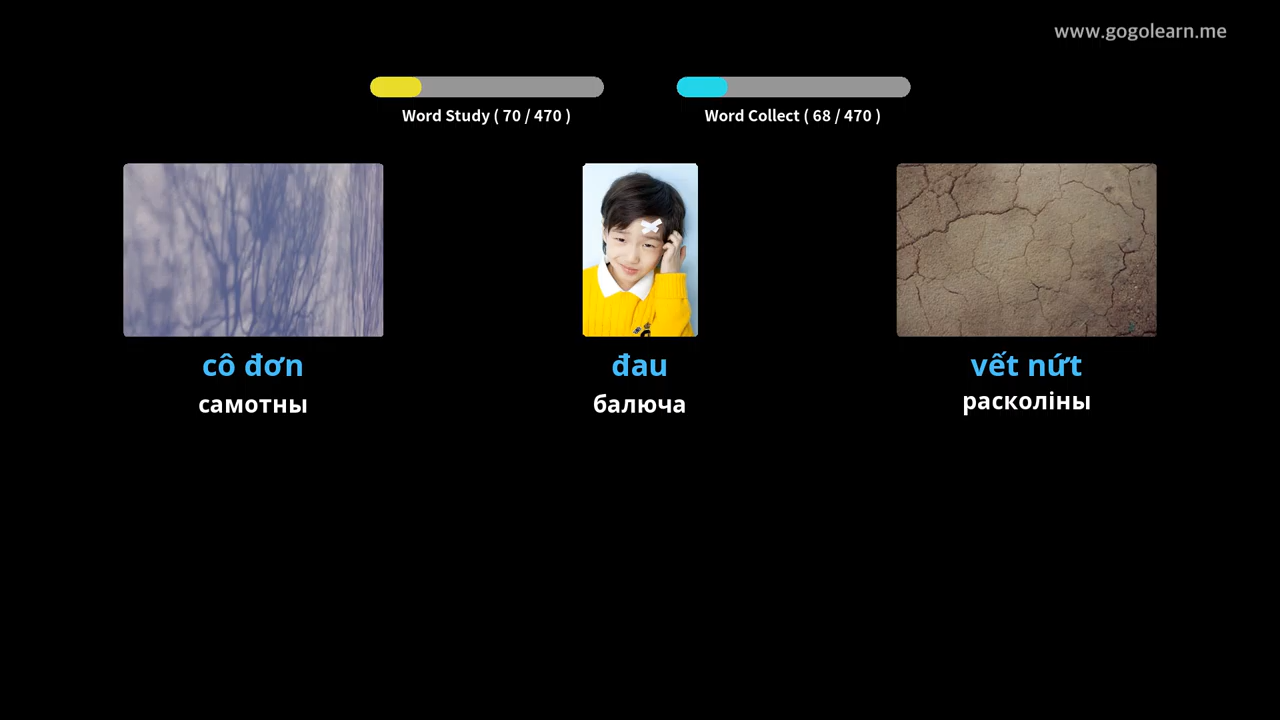 www.gogolearn.me
Word Study ( 70 / 470 )
Word Collect ( 68 / 470 )
cô đơn
đau
vết nứt
самотны
балюча
расколіны